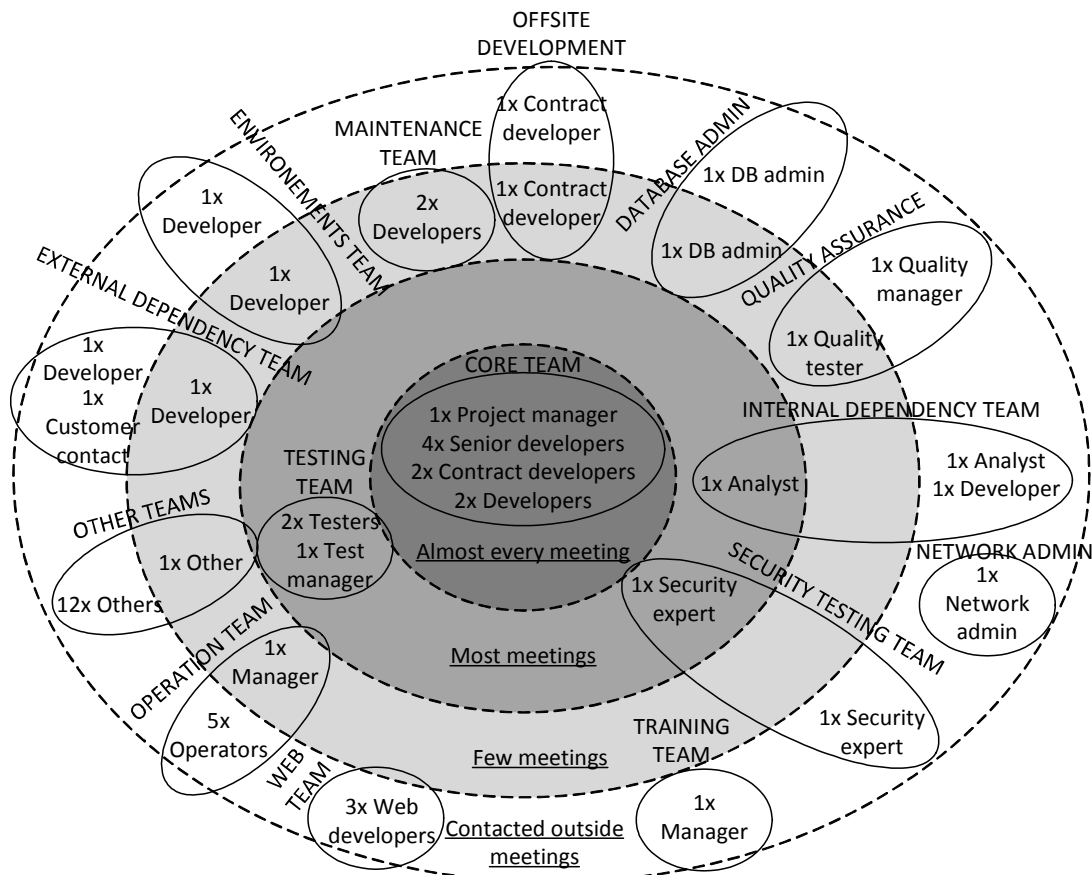 OFFSITE
DEVELOPMENT
1x Contract
developer
1x Contract
developer
MAINTENANCE
TEAM
2x
Developers
ENVIRONEMENTS TEAM
1x
Developer
1x
Developer
DATABASE ADMIN
1x DB admin
1x DB admin
QUALITY ASSURANCE
1x Quality
manager
1x Quality
tester
EXTERNAL DEPENDENCY TEAM
1x
Developer
1x
Customer
contact
1x
Developer
CORE TEAM
1x Project manager
4x Senior developers
2x Contract developers
2x Developers
Almost every meeting
INTERNAL DEPENDENCY TEAM
1x Analyst
1x Analyst
1x Developer
TESTING
TEAM
2x Testers
1x Test
manager
OTHER TEAMS
1x Other
12x Others
NETWORK ADMIN
1x
Network
admin
SECURITY TESTING TEAM
1x Security
expert
1x Security
expert
Most meetings
OPERATION TEAM
1x
Manager
5x
Operators
Few meetings
TRAINING
TEAM
1x
Manager
WEB
TEAM
3x Web
developers
Contacted outside
meetings